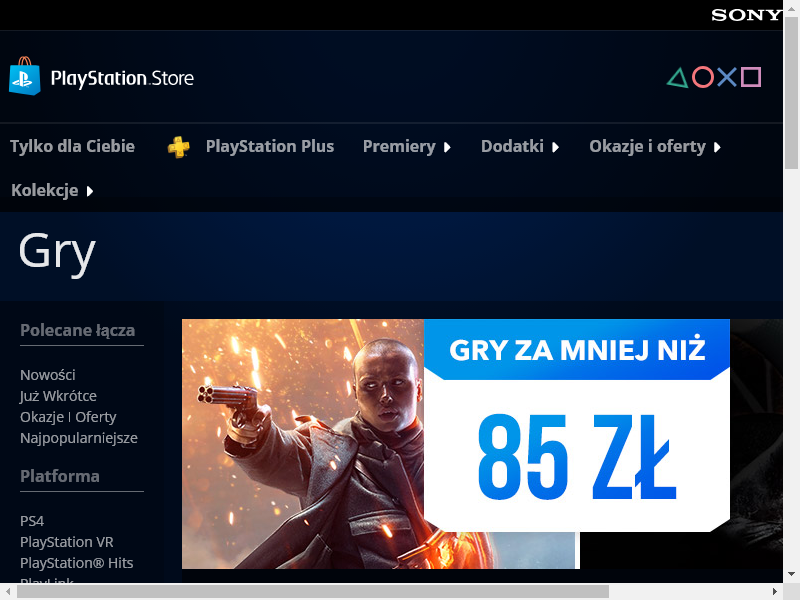 SONY
PlayStation.Store
Tylko dla Ciebie
PlayStation Plus
Premiery
Dodatki
Okazje i oferty
Kolekcje
Gry
Polecane łącza
Nowości
Już Wkrótce
Okazje | Oferty
Najpopularniejsze
Platforma
PS4
PlayStation VR
PlayStation® Hits
PlayLink
GRY ZA MNIEJ NIŻ
85 ZŁ